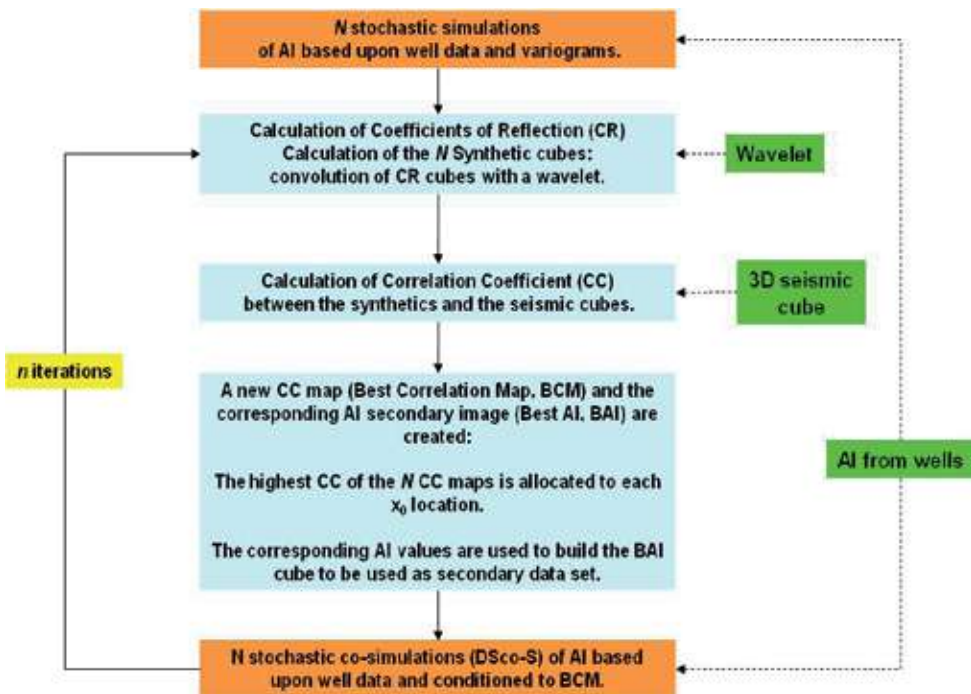 N stochastic simulations
of AI based upon well data and variograms.
Calculation of Coefficients of Reflection (CR)
Calculation of the N Synthetic cubes:
convolution of CR cubes with a wavelet.
Wavelet
Calculation of Correlation Coefficient (CC)
between the synthetics and the seismic cubes.
3D seismic
cube
n iterations
A new CC map (Best Correlation Map, BCM) and the
corresponding AI secondary image (Best AI, BAI) are
created:
The highest CC of the N CC maps is allocated to each
x₀ location.
The corresponding AI values are used to build the BAI
cube to be used as secondary data set.
AI from wells
N stochastic co-simulations (DSco-S) of AI based
upon well data and conditioned to BCM.